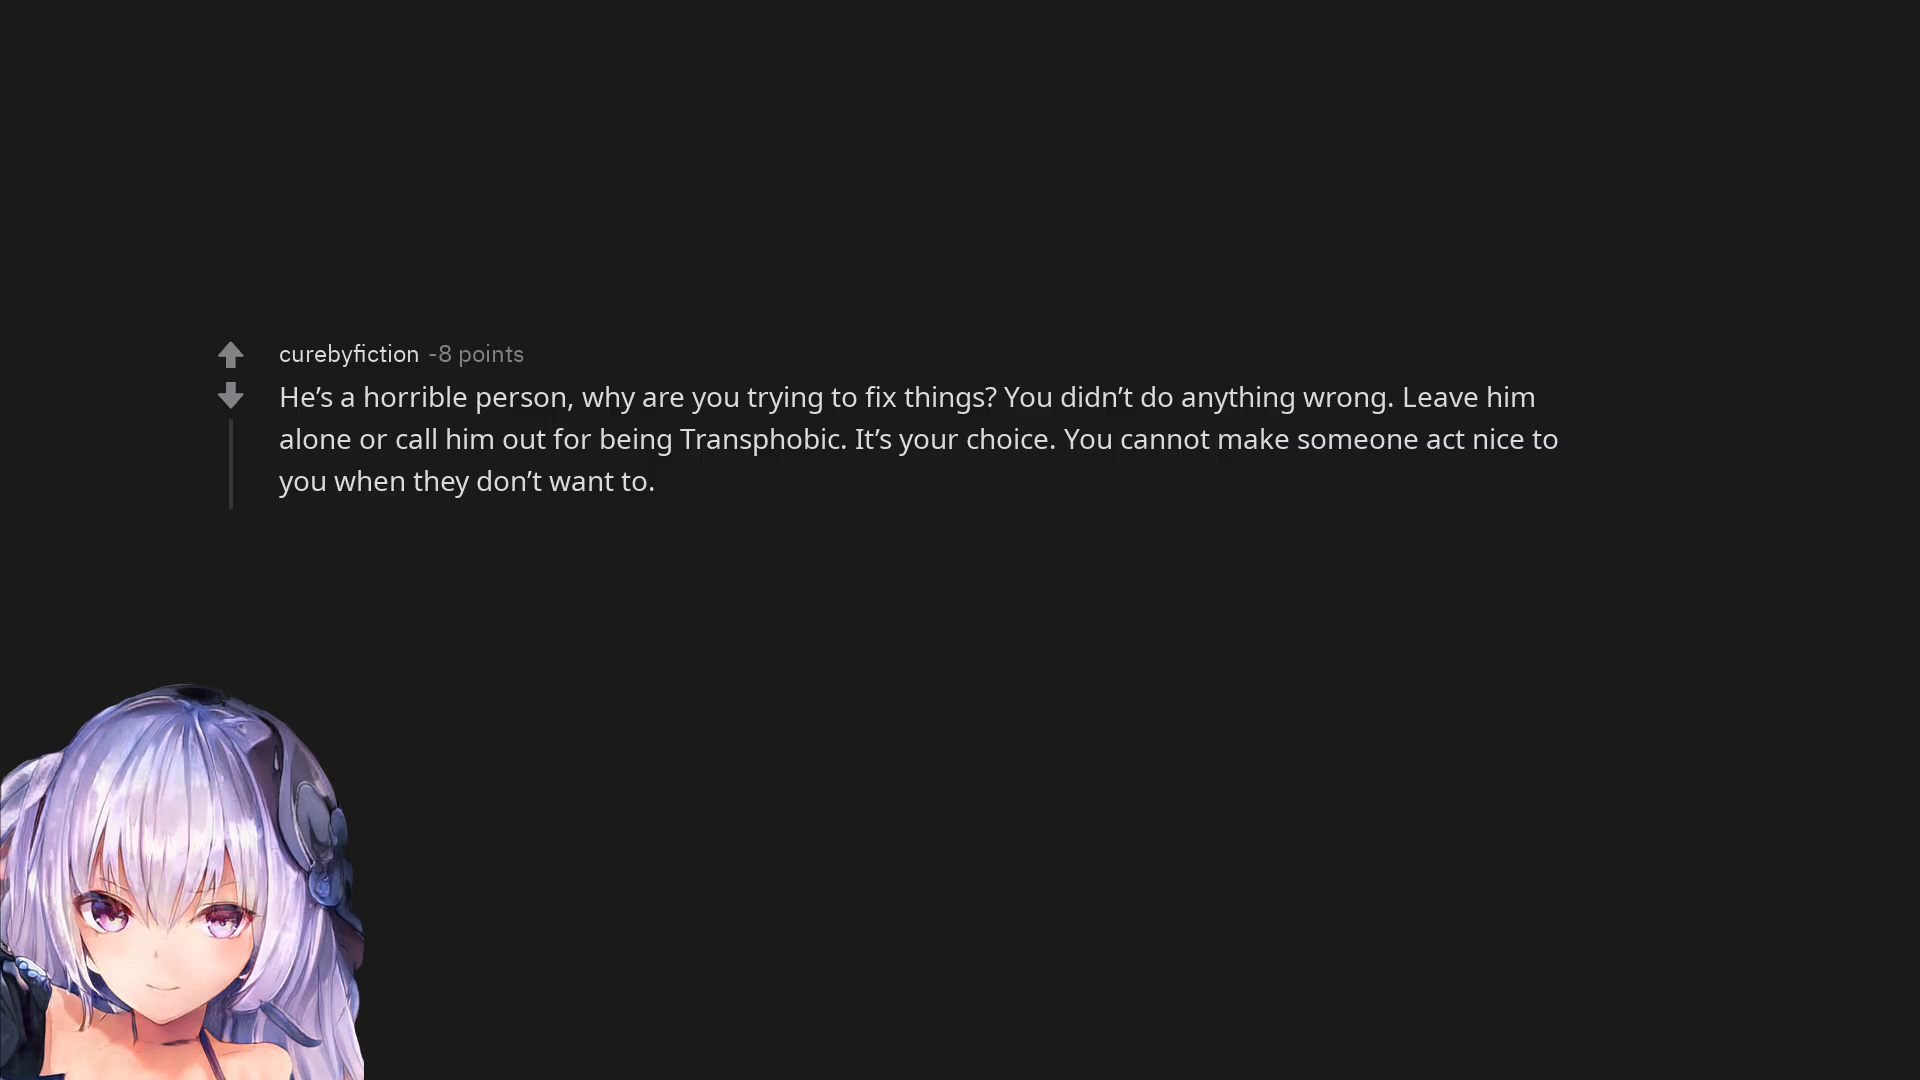 curebyfiction -8 points
He’s a horrible person, why are you trying to fix things? You didn’t do anything wrong. Leave him
alone or call him out for being Transphobic. It’s your choice. You cannot make someone act nice to
you when they don’t want to.